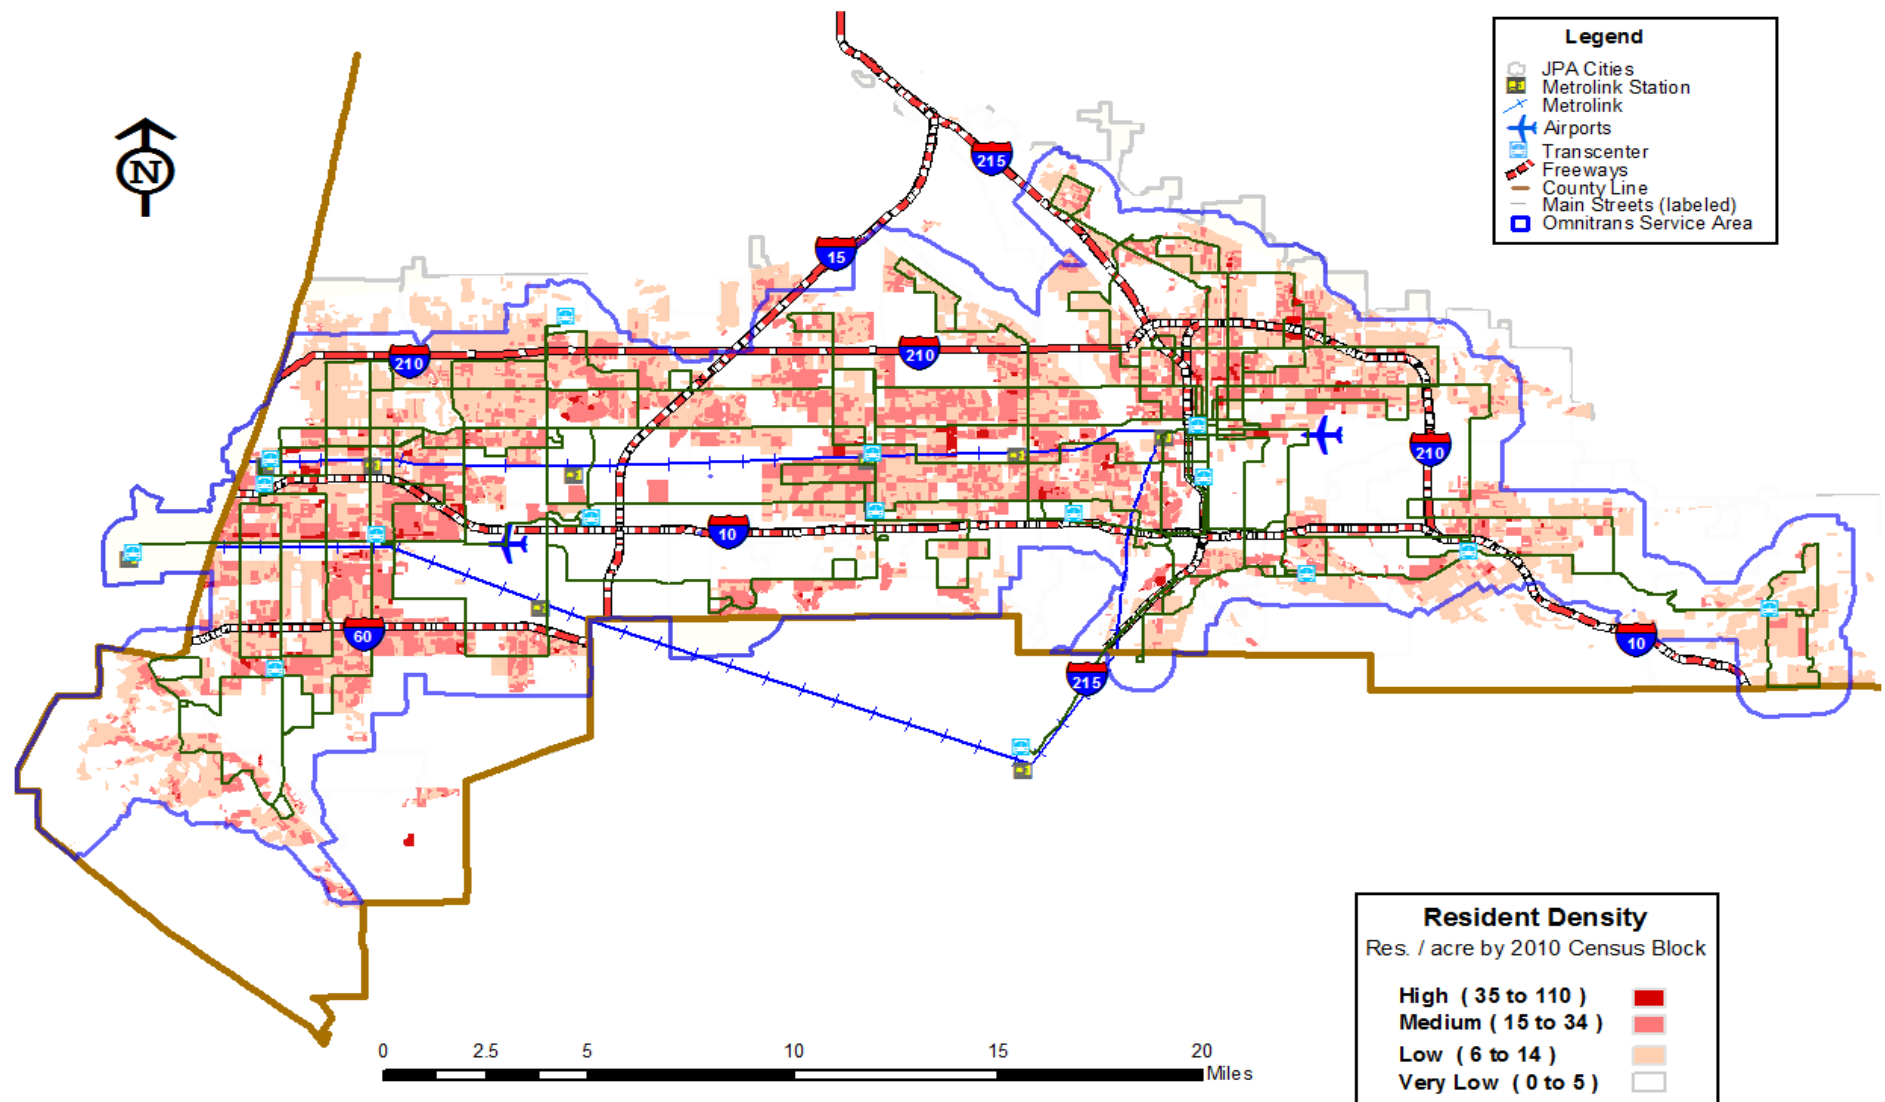 Legend
JPA Cities
Metrolink Station
Metrolink
Airports
Transcenter
Freeways
County Line
Main Streets (labeled)
Omnitrans Service Area
N
215
15
210
210
210
10
60
10
215
0 2.5 5 10 15 20
Miles
Resident Density
Res. / acre by 2010 Census Block
High ( 35 to 110 )
Medium ( 15 to 34 )
Low ( 6 to 14 )
Very Low ( 0 to 5 )